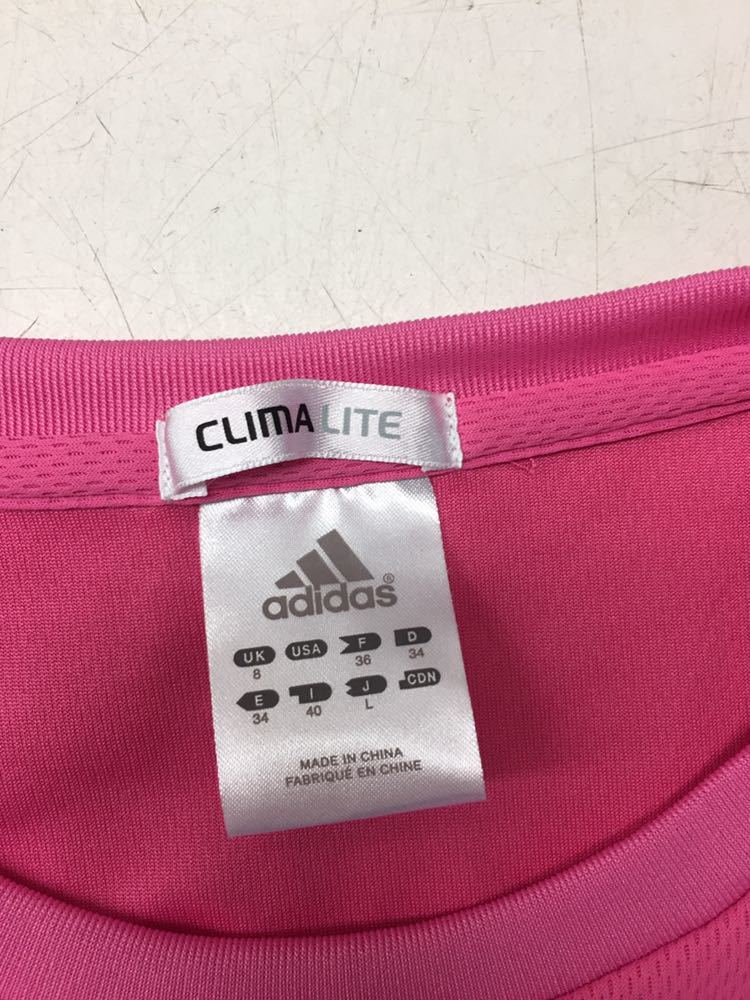 CLIMALITE
adidas®
UK USA F D
8 36 34
E I J CDN
34 40 L
MADE IN CHINA
FABRIQUÉ EN CHINE